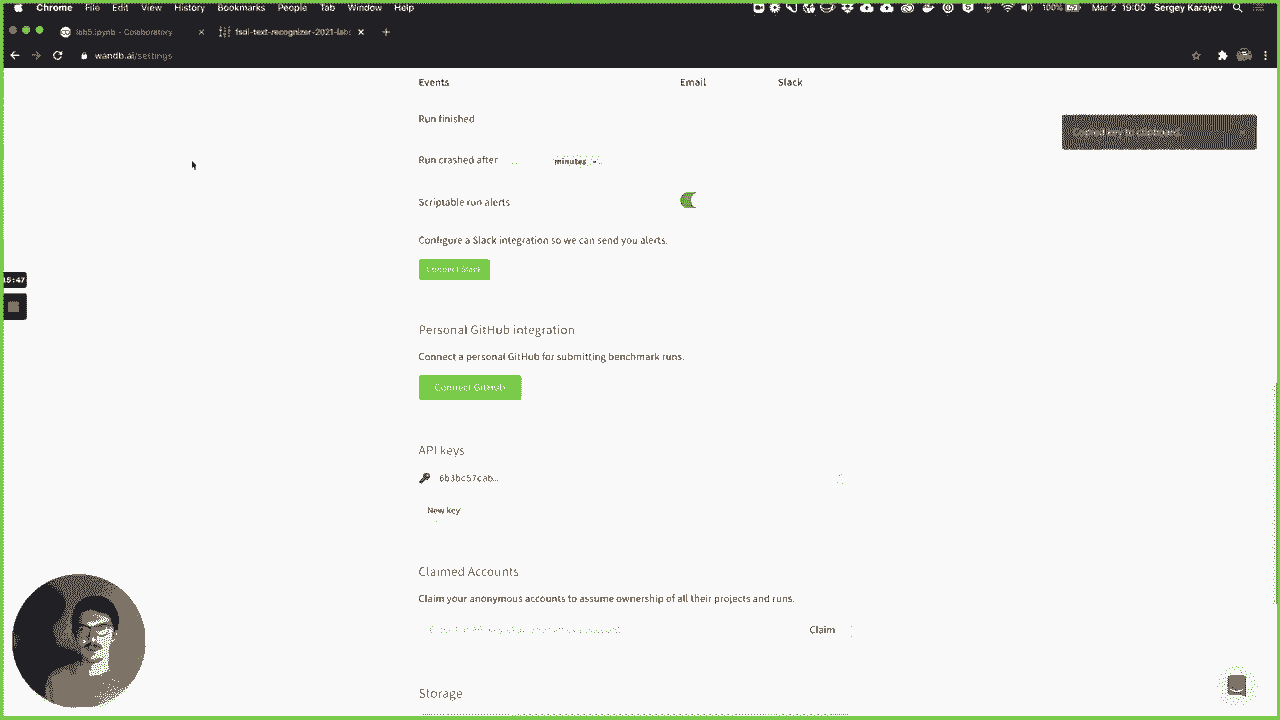 Chrome File Edit View History Bookmarks People Tab Window Help 100% Mar 2 19:00 Sergey Karayev
lab5.ipynb - Colaboratory fsdl-text-recognizer-2021-labs
wandb.ai/settings
Events Email Slack
Run finished
Copied key to clipboard
Run crashed after minutes
Scriptable run alerts
Configure a Slack integration so we can send you alerts.
Connect Slack
15:47
Personal GitHub integration
Connect a personal GitHub for submitting benchmark runs.
Connect GitHub
API keys
6b3bc57cab...
New key
Claimed Accounts
Claim your anonymous accounts to assume ownership of all their projects and runs.
Claim
Storage